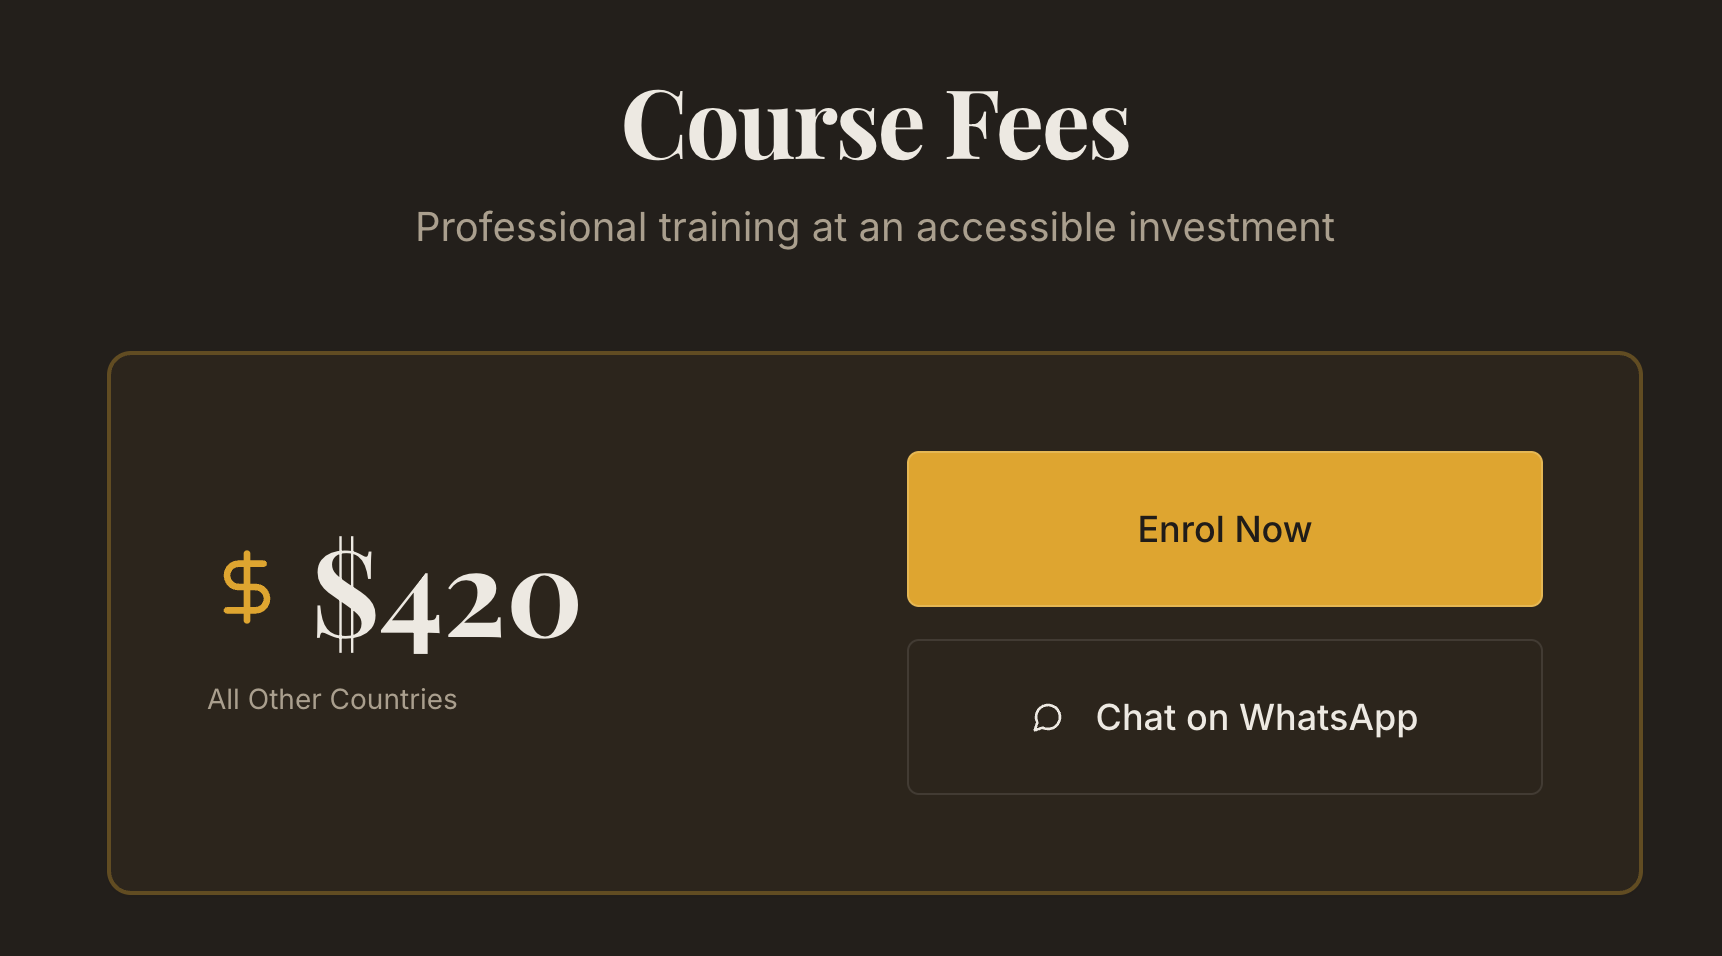 Course Fees
Professional training at an accessible investment
$ $420
All Other Countries
Enrol Now
Chat on WhatsApp